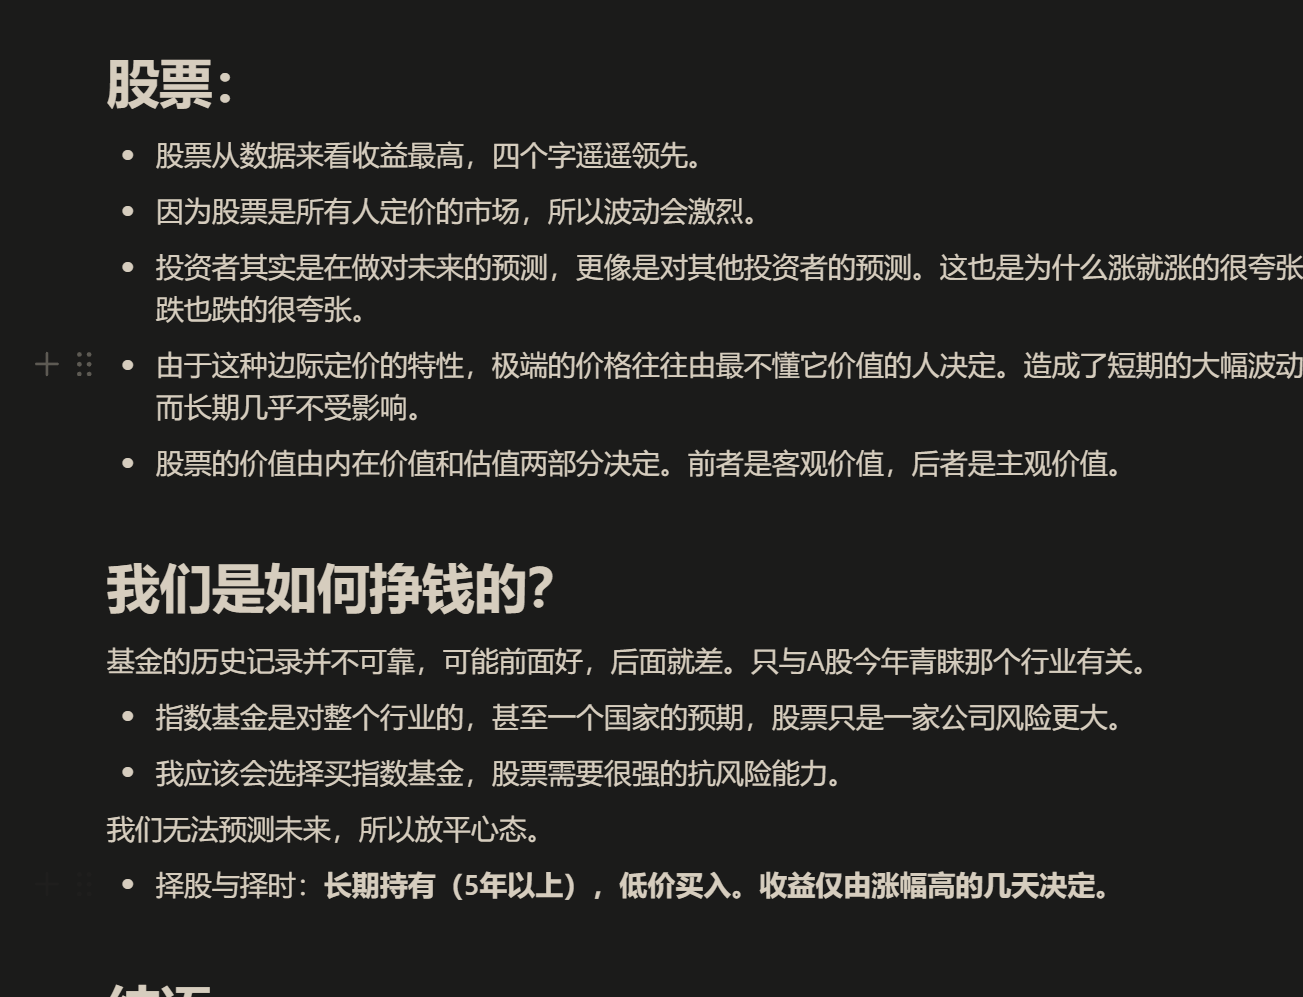 股票：
股票从数据来看收益最高，四个字遥遥领先。
因为股票是所有人定价的市场，所以波动会激烈。
投资者其实是在做对未来的预测，更像是对其他投资者的预测。这也是为什么涨就涨的很夸张
跌也跌的很夸张。
由于这种边际定价的特性，极端的价格往往由最不懂它价值的人决定。造成了短期的大幅波动
而长期几乎不受影响。
股票的价值由内在价值和估值两部分决定。前者是客观价值，后者是主观价值。
我们是如何挣钱的？
基金的历史记录并不可靠，可能前面好，后面就差。只与A股今年青睐那个行业有关。
指数基金是对整个行业的，甚至一个国家的预期，股票只是一家公司风险更大。
我应该会选择买指数基金，股票需要很强的抗风险能力。
我们无法预测未来，所以放平心态。
择股与择时：长期持有（5年以上），低价买入。收益仅由涨幅高的几天决定。